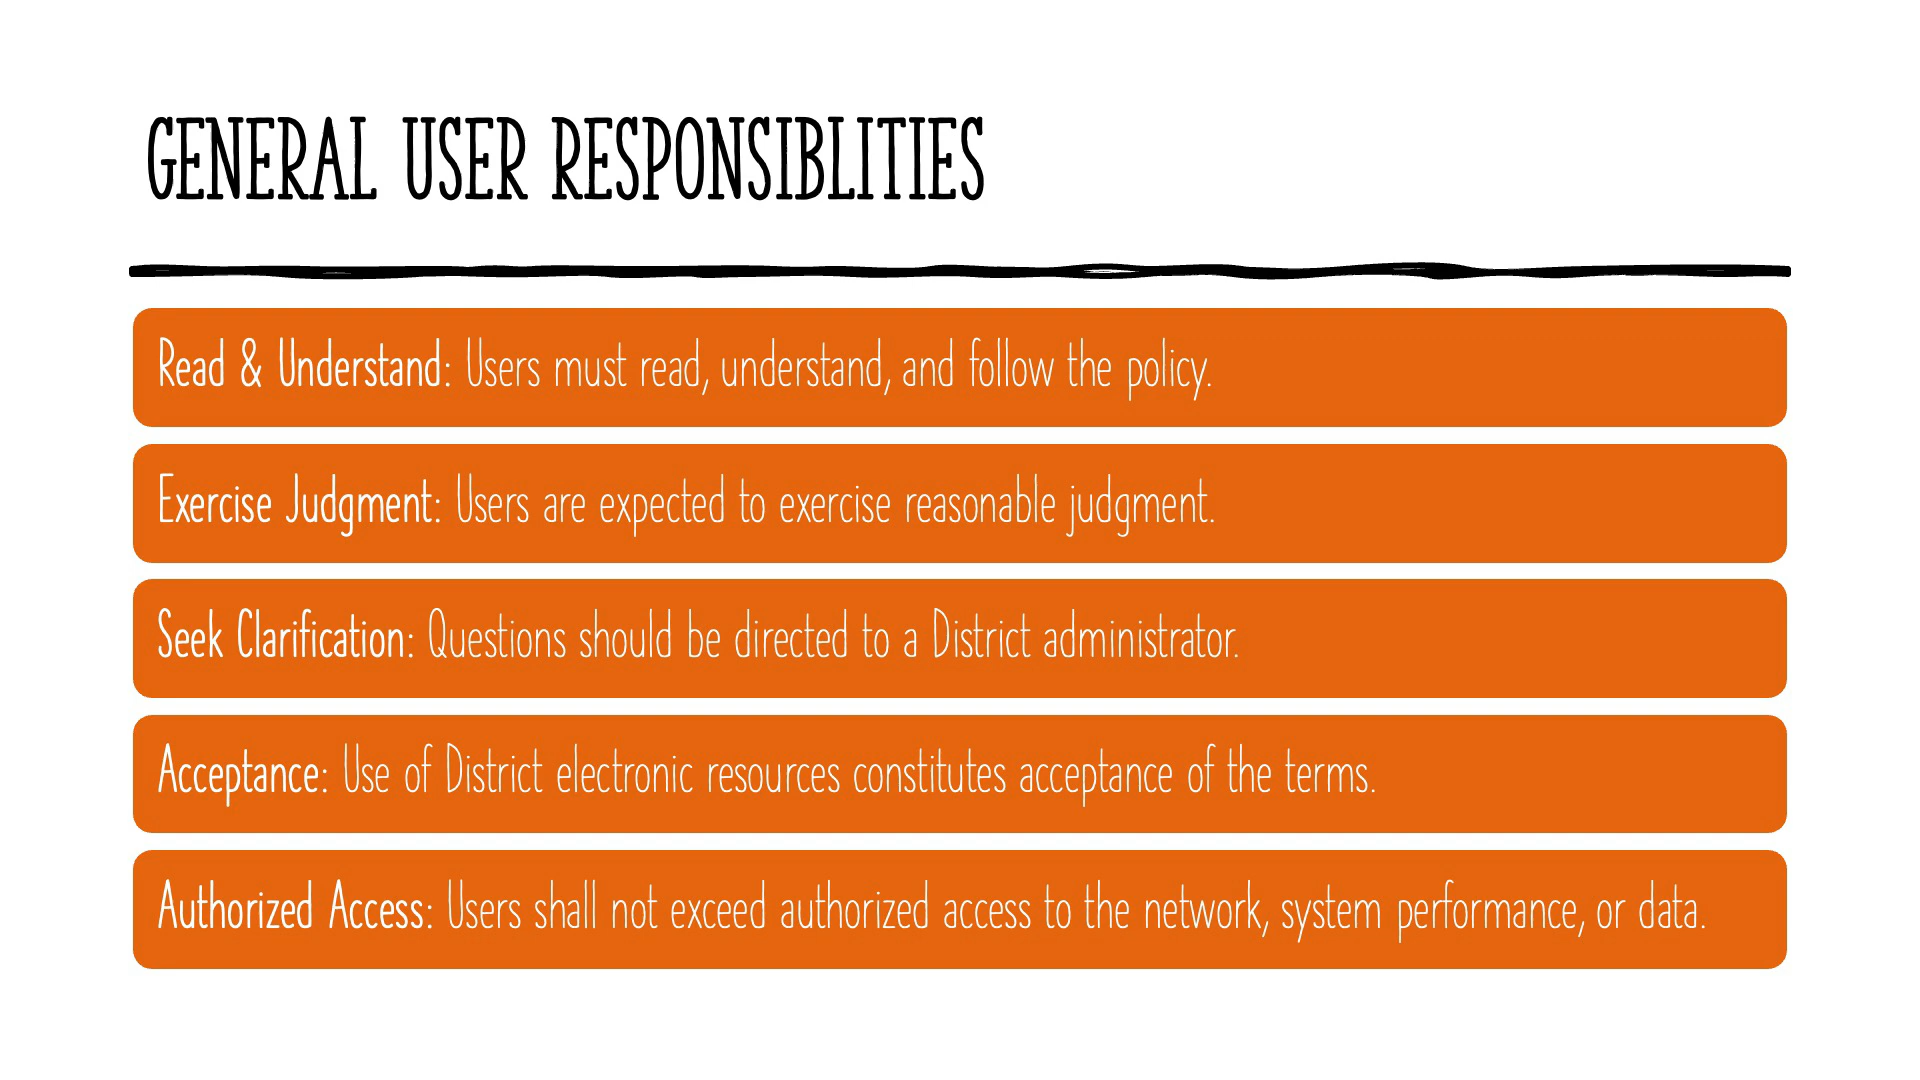 GENERAL USER RESPONSIBLITIES
Read & Understand: Users must read, understand, and follow the policy.
Exercise Judgment: Users are expected to exercise reasonable judgment.
Seek Clarification: Questions should be directed to a District administrator.
Acceptance: Use of District electronic resources constitutes acceptance of the terms.
Authorized Access: Users shall not exceed authorized access to the network, system performance, or data.